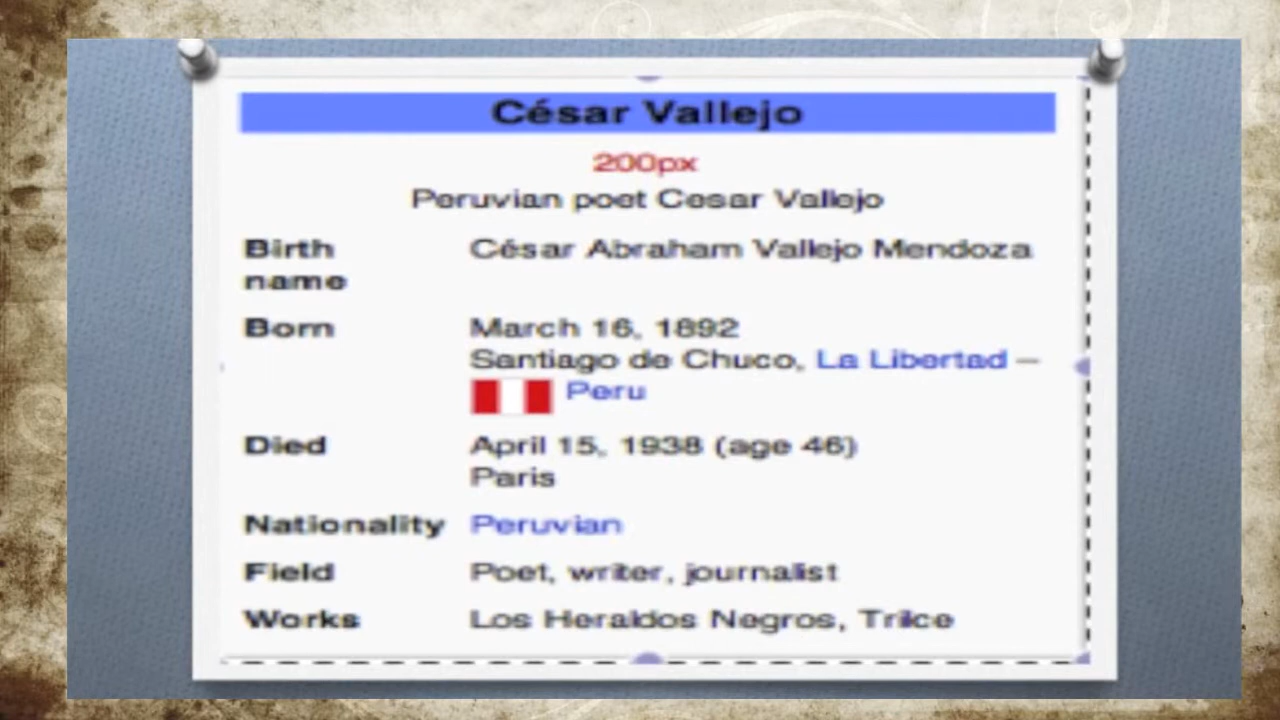 César Vallejo
200px
Peruvian poet Cesar Vallejo
Birth name
César Abraham Vallejo Mendoza
Born
March 16, 1892
Santiago de Chuco, La Libertad –
Peru
Died
April 15, 1938 (age 46)
Paris
Nationality Peruvian
Field Poet, writer, journalist
Works Los Heraldos Negros, Trilce